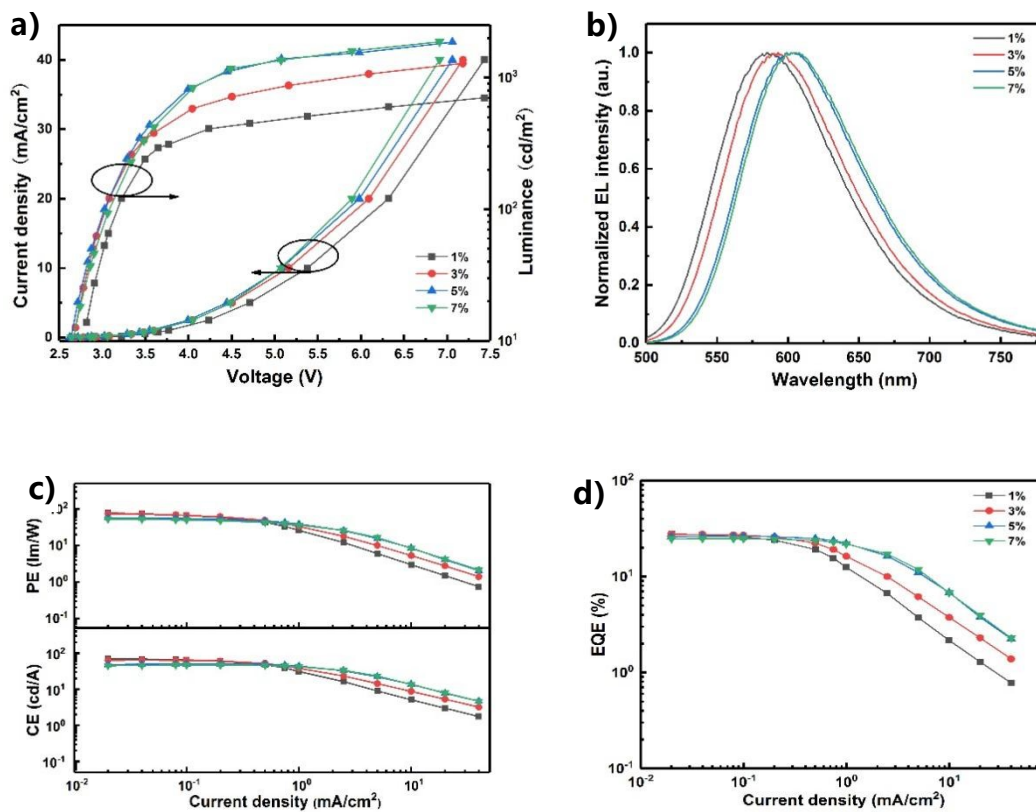 a)
Current density (mA/cm²)
40
30
20
10
0
2.5 3.0 3.5 4.0 4.5 5.0 5.5 6.0 6.5 7.0 7.5
Voltage (V)
10³
10²
10¹
Luminance (cd/m²)
1%
3%
5%
7%
b)
Normalized EL intensity (au.)
1.0
0.8
0.6
0.4
0.2
0.0
500 550 600 650 700 750
Wavelength (nm)
1%
3%
5%
7%
c)
PE (lm/W)
10²
10¹
10⁰
10⁻¹
CE (cd/A)
10²
10¹
10⁰
10⁻¹
10⁻² 10⁻¹ 10⁰ 10¹
Current density (mA/cm²)
d)
EQE (%)
10²
10¹
10⁰
10⁻² 10⁻¹ 10⁰ 10¹
Current density (mA/cm²)
1%
3%
5%
7%